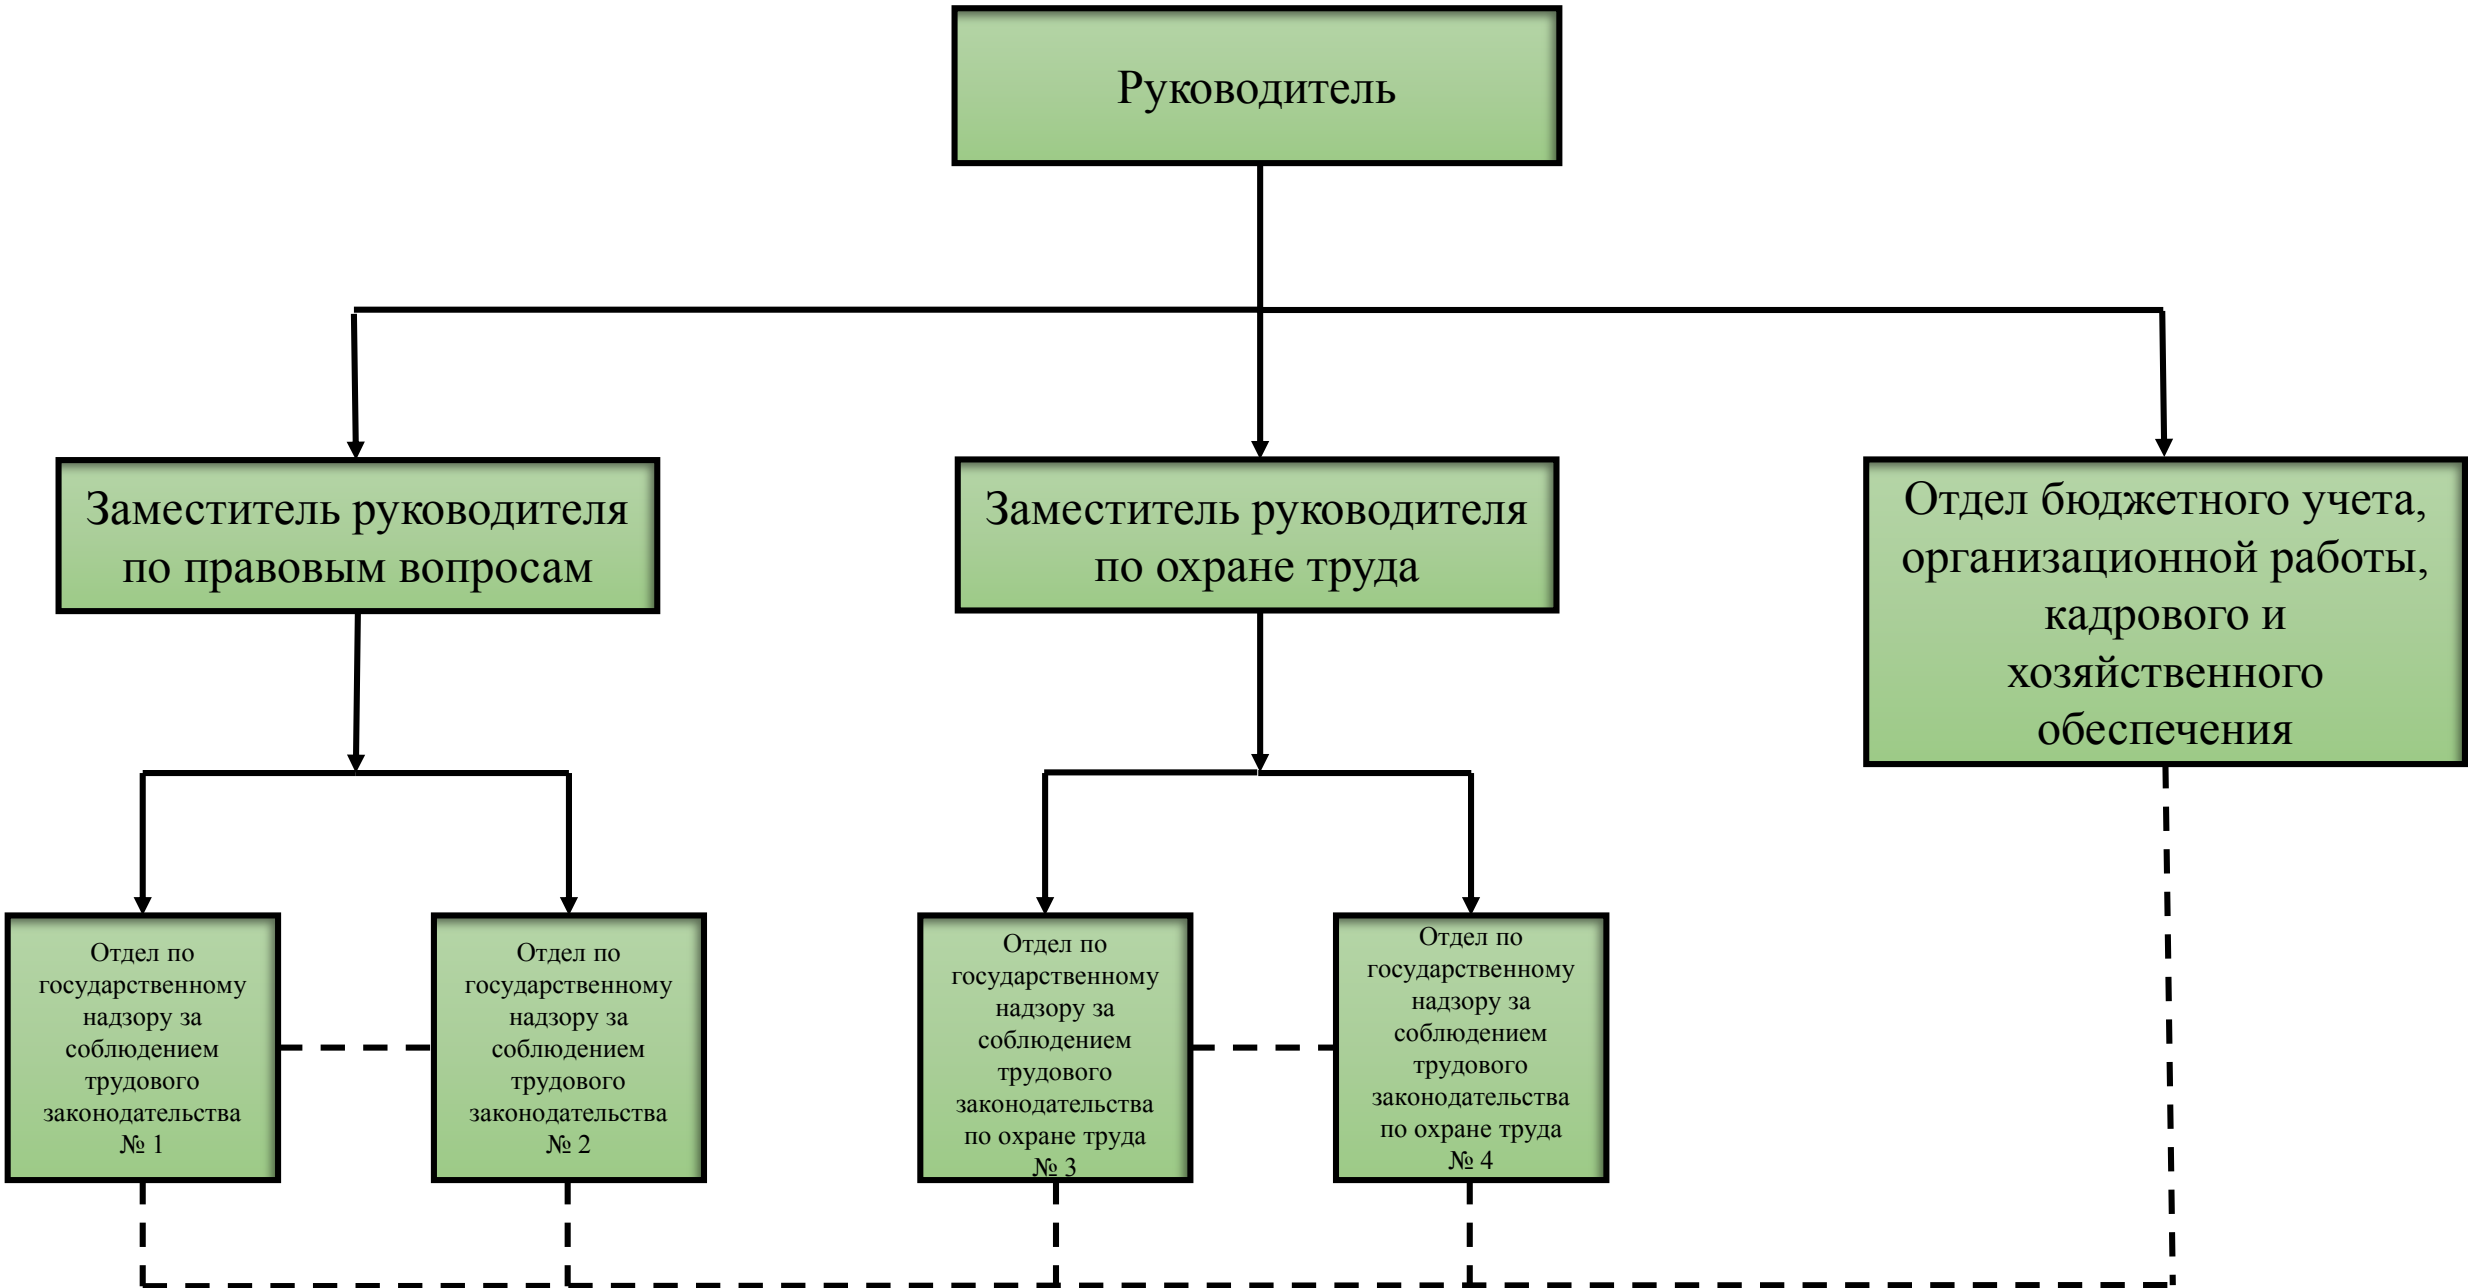 Руководитель
Заместитель руководителя
по правовым вопросам
Заместитель руководителя
по охране труда
Отдел бюджетного учета,
организационной работы,
кадрового и
хозяйственного
обеспечения
Отдел по
государственному
надзору за
соблюдением
трудового
законодательства
№ 1
Отдел по
государственному
надзору за
соблюдением
трудового
законодательства
№ 2
Отдел по
государственному
надзору за
соблюдением
трудового
законодательства
по охране труда
№ 3
Отдел по
государственному
надзору за
соблюдением
трудового
законодательства
по охране труда
№ 4